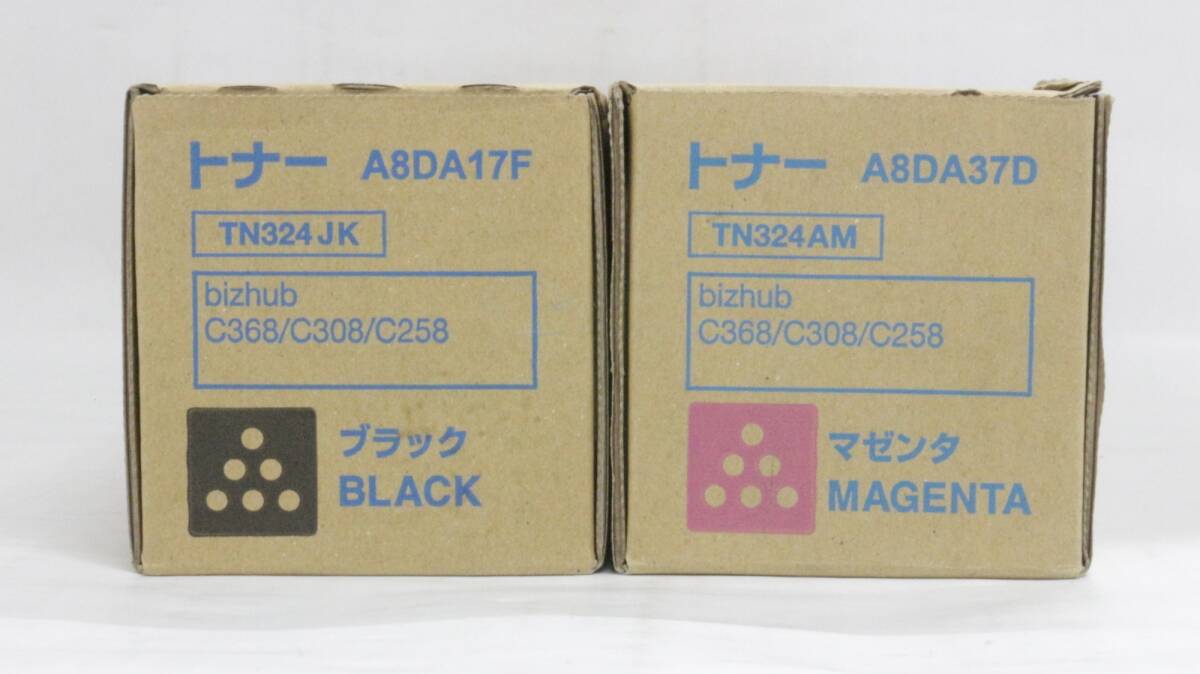 トナー A8DA17F
TN324JK
bizhub
C368/C308/C258
ブラック
BLACK
トナー A8DA37D
TN324AM
bizhub
C368/C308/C258
マゼンタ
MAGENTA